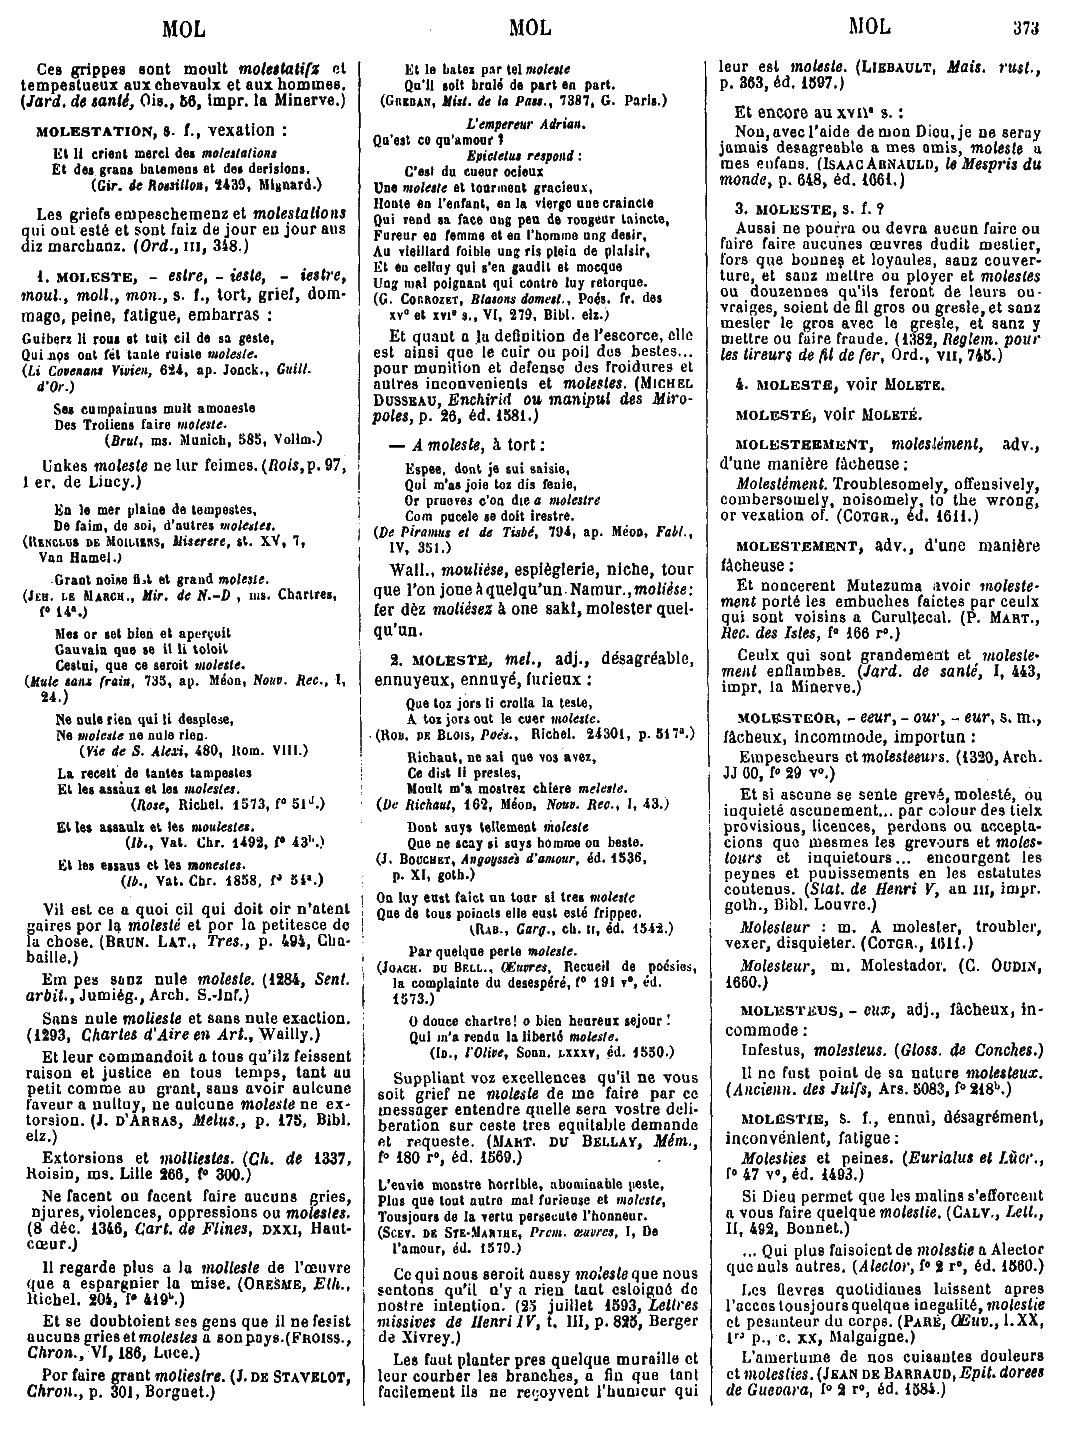 MOL MOL MOL 373
Ces grippes sont moult molestatifz et
tempestueux aux chevaulx et aux hommes.
(Jard. de santé, Ois., 56, impr. la Minerve.)
MOLESTATION, s. f., vexation :
Et li crient mercl des molestations
Et des grans batemens et des derisions.
(Gir. de Rossillon, 2439, Mignard.)
Les griefs empeschemenz et molestations
qui ont esté et sont faiz de jour en jour aus
diz marchanz. (Ord., III, 348.)
1. MOLESTE, - estre, - ieste, - iestre,
moul., moll., mon., s. f., tort, grief, dom-
mage, peine, fatigue, embarras :
Guiberz li rous et tuit cil de sa geste,
Qui nos ont fét tante ruiste moleste.
(Li Covenans Vivien, 624, ap. Jonck., Guill.
d'Or.)
Ses cumpainuns mult amoneste
Des Troliens faire moleste.
(Brut, ms. Munich, 585, Vollm.)
Unkes moleste ne lur feimes. (Rois, p. 97,
l er. de Lincy.)
En le mer plaine de tempestes,
De faim, de soi, d'autres molestes.
(RENCLUS DE MOILIENS, Miserere, st. XV, 7,
Van Hamel.)
Grant noise fist et grand moleste.
(JEH. LE MARCH., Mir. de N.-D , ms. Chartres,
fº 14ª.)
Mes or set bien et aperçuit
Gauvain que se il li toloit
Cestui, que ce seroit moleste.
(Mule sans frain, 735, ap. Méon, Nouv. Rec., I,
24.)
Ne nule rien qui li desplese,
Ne moleste ne nule rien.
(Vie de S. Alexi, 480, Rom. VIII.)
La receit de tantes tampestes
Et les assauz et les molestes.
(Rose, Richel. 1573, fº 51ᵈ.)
Et les assaulz et les moulestes.
(Ib., Vat. Chr. 1492, fº 43ᵇ.)
Et les essaus et les monestes.
(Ib., Vat. Chr. 1858, fº 54ª.)
Vil est ce a quoi cil qui doit oir n'atent
gaires por la molesté et por la petitesce de
la chose. (BRUN. LAT., Tres., p. 494, Cha-
baille.)
Em pes sanz nule moleste. (1284, Sent.
arbit., Jumiég., Arch. S.-Inf.)
Sans nule molieste et sans nule exaction.
(1293, Chartes d'Aire en Art., Wailly.)
Et leur commandoit a tous qu'ilz feissent
raison et justice en tous temps, tant au
petit comme au grant, sans avoir aulcune
faveur a nulluy, ne aulcune moleste ne ex-
torsion. (J. D'ARRAS, Melus., p. 175, Bibl.
elz.)
Extorsions et molliestes. (Ch. de 1337,
Roisin, ms. Lille 266, fº 300.)
Ne facent ou facent faire aucuns gries,
njures, violences, oppressions ou molestes.
(8 déc. 1346, Cart. de Flines, DXXI, Haut-
cœur.)
Il regarde plus a la molleste de l'œuvre
que a espargnier la mise. (ORESME, Eth.,
Richel. 204, fº 419ᵇ.)
Et se doubtoient ses gens que il ne fesist
aucuns gries et molestes a son pays. (FROISS.,
Chron., VI, 186, Luce.)
Por faire grant moliestre. (J. DE STAVELOT,
Chron., p. 301, Borgnet.)
Et le batez par tel moleste
Qu'il soit brulé de part en part.
(GREBAN, Mist. de la Pass., 7387, G. Paris.)
L'empereur Adrian.
Qu'est ce qu'amour ?
Epictetus respond :
C'est du cueur ocieux
Une moleste et tourment gracieux,
Honte en l'enfant, en la vierge une craincte
Qui rend sa face ung peu de rougeur taincte,
Fureur en femme et en l'homme ung desir,
Au vieillard foible ung ris plein de plaisir,
Et en celluy qui s'en gaudit et mocque
Ung mal poignant qui contre luy retorque.
(G. CORROZET, Blasons domest., Poés. fr. des
XVᵉ et XVIᵉ s., VI, 279, Bibl. elz.)
Et quant a la definition de l'escorce, elle
est ainsi que le cuir ou poil des bestes...
pour munition et defense des froidures et
autres inconvenients et molestes. (MICHEL
DUSSEAU, Enchirid ou manipul des Miro-
poles, p. 26, éd. 1581.)
— A moleste, à tort :
Espee, dont je sui saisie,
Qui m'as joie toz dis fenie,
Or prueves c'on die a molestre
Com pucele se doit irestre.
(De Piramus et de Tisbé, 794, ap. Méon, Fabl.,
IV, 351.)
Wall., mouliése, espièglerie, niche, tour
que l'on joue à quelqu'un. Namur., moliése :
fer dèz moliésez à one saki, molester quel-
qu'un.
2. MOLESTE, mel., adj., désagréable,
ennuyeux, ennuyé, furieux :
Que toz jors li crolla la teste,
A toz jors ont le cuer moleste.
(ROB. DE BLOIS, Poés., Richel. 24301, p. 517ª.)
Richaut, ne sai que vos avez,
Ce dist li prestes,
Moult m'a mostrez chiere meleste.
(De Richaut, 162, Méon, Nouv. Rec., I, 43.)
Dont suys tellement moleste
Que ne scay si suys homme ou beste.
(J. BOUCHET, Angoysses d'amour, éd. 1536,
p. XI, goth.)
On luy eust faict un tour si tres moleste
Que de tous poincts elle eust esté frippee.
(RAB., Garg., ch. II, éd. 1542.)
Par quelque perte moleste.
(JOACH. DU BELL., Œuvres, Recueil de poésies,
la complainte du desespéré, fº 191 vº, éd.
1573.)
O douce chartre! o bien heureux sejour !
Qui m'a rendu la liberté moleste.
(ID., l'Olive, Sonn. LXXXV, éd. 1550.)
Suppliant voz excellences qu'il ne vous
soit grief ne moleste de me faire par ce
messager entendre quelle sera vostre deli-
beration sur ceste tres equitable demande
et requeste. (MART. DU BELLAY, Mém.,
fº 180 rº, éd. 1569.)
L'envie monstre horrible, abominable peste,
Plus que tout autre mal furieuse et moleste,
Tousjours de la vertu persecute l'honneur.
(SCEV. DE STE-MARTHE, Prem. œuvres, I, De
l'amour, éd. 1579.)
Ce qui nous seroit aussy moleste que nous
sentons qu'il n'y a rien tant esloigné de
nostre intention. (25 juillet 1593, Lettres
missives de Henri IV, t. III, p. 825, Berger
de Xivrey.)
Les faut planter pres quelque muraille et
leur courber les branches, a fin que tant
facilement ils ne reçoyvent l'humeur qui
leur est moleste. (LIEBAULT, Mais. rust.,
p. 363, éd. 1597.)
Et encore au XVIIᵉ s. :
Non, avec l'aide de mon Dieu, je ne seray
jamais desagreable a mes amis, moleste a
mes enfans. (ISAAC ARNAULD, le Mespris du
monde, p. 648, éd. 1661.)
3. MOLESTE, s. f. ?
Aussi ne pourra ou devra aucun faire ou
faire faire aucunes œuvres dudit mestier,
fors que bonnes et loyaules, sanz couver-
ture, et sanz mettre ou ployer et molestes
ou douzennes qu'ils feront de leurs ou-
vraiges, soient de fil gros ou gresle, et sanz
mesler le gros avec le gresle, et sanz y
mettre ou faire fraude. (1382, Reglem. pour
les tireurs de fil de fer, Ord., VII, 745.)
4. MOLESTE, voir MOLETE.
MOLESTÉ, voir MOLETÉ.
MOLESTEEMENT, moleslément, adv.,
d'une manière fâcheuse :
Molestément. Troublesomely, offensively,
combersomely, noisomely, to the wrong,
or vexation of. (COTGR., éd. 1611.)
MOLESTEMENT, adv., d'une manière
fâcheuse :
Et noncerent Mutezuma avoir moleste-
ment porté les embuches faictes par ceulx
qui sont voisins a Curultecal. (P. MART.,
Rec. des Isles, fº 166 rº.)
Ceulx qui sont grandement et moleste-
ment enflambes. (Jard. de santé, I, 443,
impr. la Minerve.)
MOLESTEOR, - eeur, - our, - eur, s. m.,
fâcheux, incommode, importun :
Empescheurs et molesteeurs. (1320, Arch.
JJ 60, fº 29 vº.)
Et si ascune se sente grevé, molesté, ou
inquieté ascunement... par colour des tielx
provisions, licences, perdons ou accepta-
cions que mesmes les grevours et moles-
tours et inquietours... encourgent les
peynes et punissements en les estatutes
contenus. (Stat. de Henri V, an III, impr.
goth., Bibl. Louvre.)
Molesteur : m. A molester, troubler,
vexer, disquieter. (COTGR., 1611.)
Molesteur, m. Molestador. (C. OUDIN,
1660.)
MOLESTEUS, - eux, adj., fâcheux, in-
commode :
Infestus, molesteus. (Gloss. de Conches.)
Il ne fust point de sa nature molesteux.
(Ancienn. des Juifs, Ars. 5083, fº 218ᵇ.)
MOLESTIE, s. f., ennui, désagrément,
inconvénient, fatigue :
Molesties et peines. (Eurialus et Lucr.,
fº 47 vº, éd. 1493.)
Si Dieu permet que les malins s'efforcent
a vous faire quelque molestie. (CALV., Lett.,
II, 492, Bonnet.)
... Qui plus faisoient de molestie a Alector
que nuls autres. (Alector, fº 2 rº, éd. 1560.)
Les fievres quotidianes laissent apres
l'acces tousjours quelque inegalité, molestie
et pesanteur du corps. (PARÉ, Œuv., l. XX,
1ʳᵉ p., c. XX, Malgaigne.)
L'amertume de nos cuisantes douleurs
et molesties. (JEAN DE BARRAUD, Epit. dorees
de Guevara, fº 2 rº, éd. 1584.)